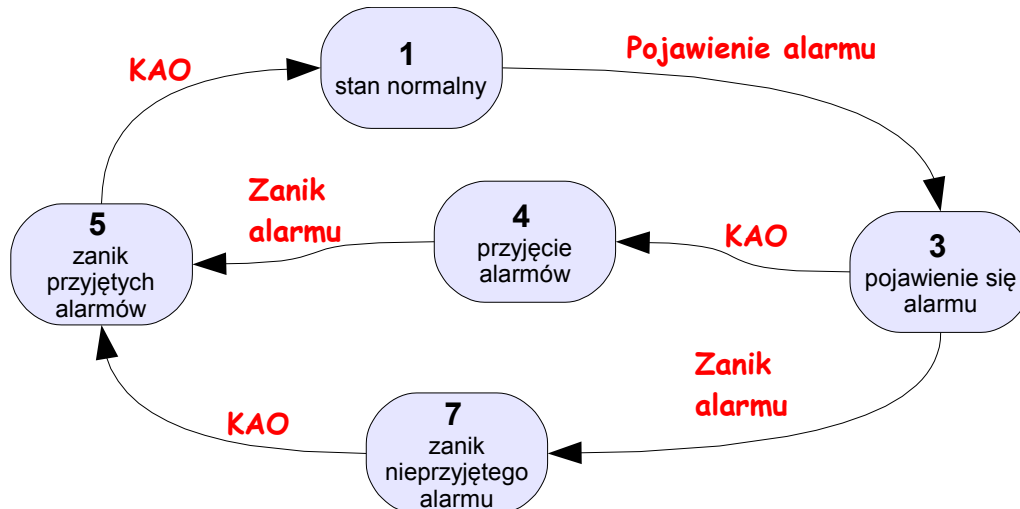 1
stan normalny
Pojawienie alarmu
KAO
Zanik
alarmu
5
zanik
przyjętych
alarmów
4
przyjęcie
alarmów
KAO
3
pojawienie się
alarmu
Zanik
alarmu
KAO
7
zanik
nieprzyjętego
alarmu